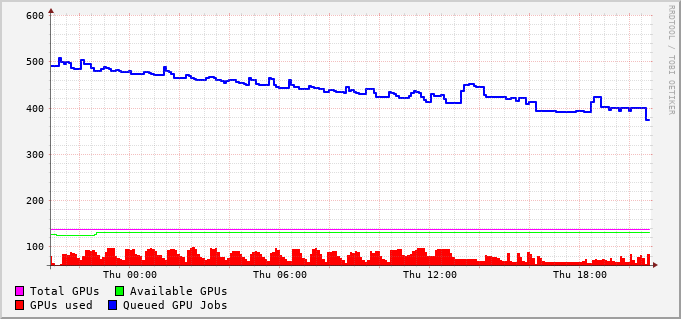 600
500
400
300
200
100
Thu 00:00 Thu 06:00 Thu 12:00 Thu 18:00
Total GPUs Available GPUs
GPUs used Queued GPU Jobs
RRDTOOL / TOBI OETIKER